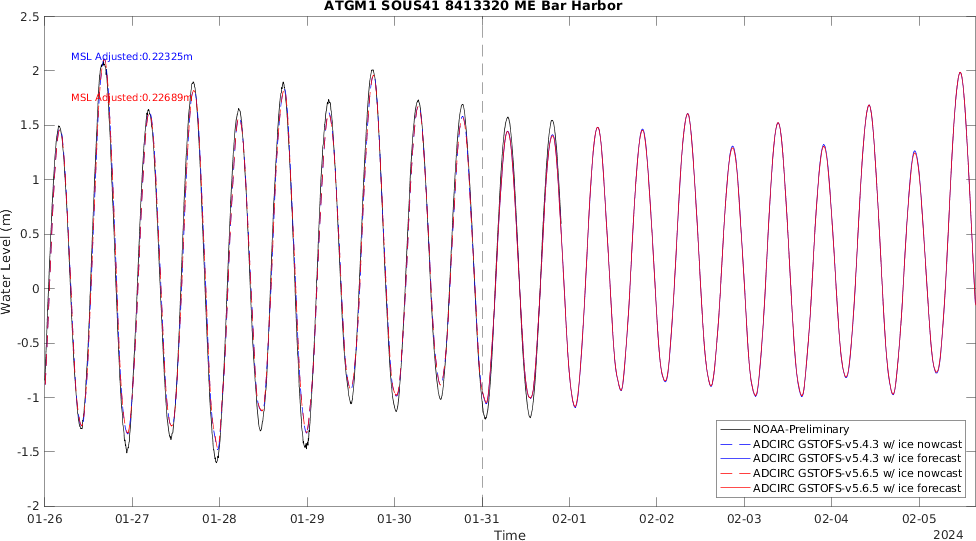 ATGM1 SOUS41 8413320 ME Bar Harbor
2.5
MSL Adjusted:0.22325m
2
MSL Adjusted:0.22689m
1.5
1
0.5
0
-0.5
-1
-1.5
-2
Water Level (m)
NOAA-Preliminary
ADCIRC GSTOFS-v5.4.3 w/ ice nowcast
ADCIRC GSTOFS-v5.4.3 w/ ice forecast
ADCIRC GSTOFS-v5.6.5 w/ ice nowcast
ADCIRC GSTOFS-v5.6.5 w/ ice forecast
01-26 01-27 01-28 01-29 01-30 01-31 02-01 02-02 02-03 02-04 02-05
Time
2024